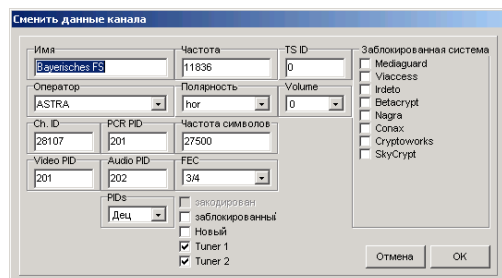 Сменить данные канала
Имя Частота TS ID Заблокированная система
Bayerisches FS 11836 0 Mediaguard
Viaccess
Оператор Полярность Volume Irdeto
ASTRA hor 0 Betacrypt
Nagra
Ch. ID PCR PID Частота символов Conax
28107 201 27500 Cryptoworks
SkyCrypt
Video PID Audio PID FEC
201 202 3/4
PIDs закодирован
Дец заблокированный
Новый
Tuner 1
Tuner 2 Отмена OK